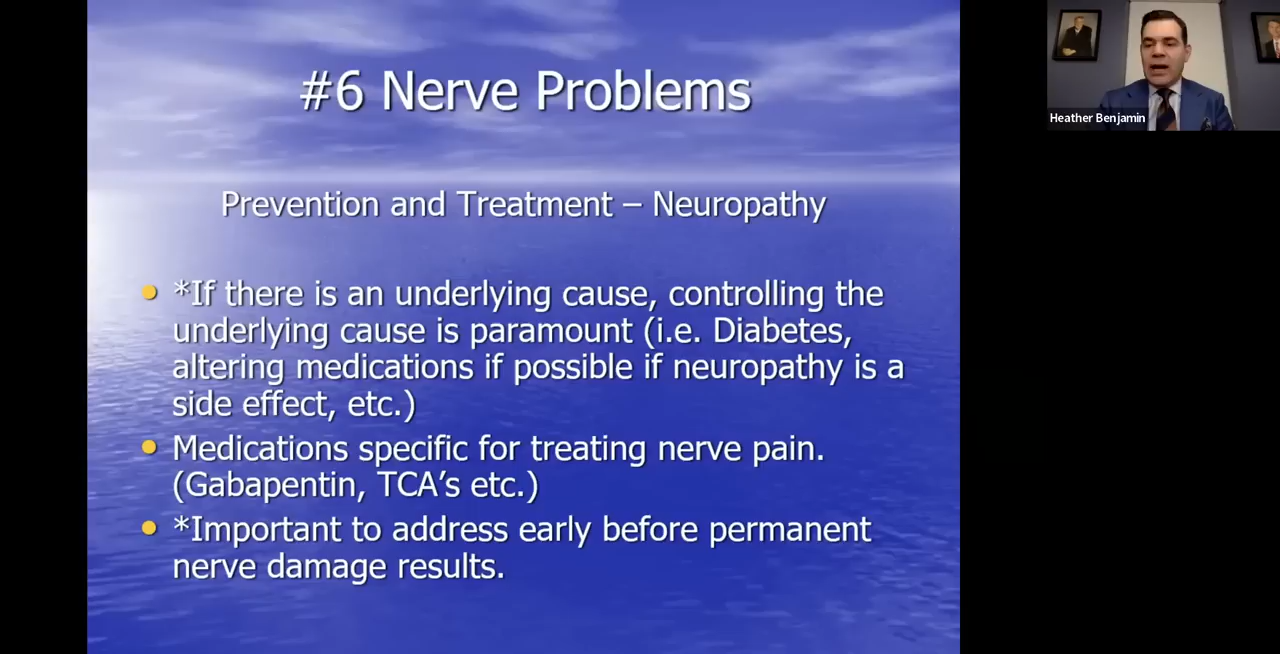 #6 Nerve Problems
Heather Benjamin
Prevention and Treatment – Neuropathy
*If there is an underlying cause, controlling the
underlying cause is paramount (i.e. Diabetes,
altering medications if possible if neuropathy is a
side effect, etc.)
Medications specific for treating nerve pain.
(Gabapentin, TCA’s etc.)
*Important to address early before permanent
nerve damage results.